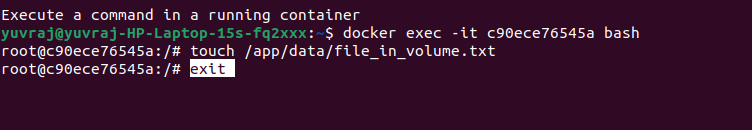 Execute a command in a running container
yuvraj@yuvraj-HP-Laptop-15s-fq2xxx:~$ docker exec -it c90ece76545a bash
root@c90ece76545a:/# touch /app/data/file_in_volume.txt
root@c90ece76545a:/# exit